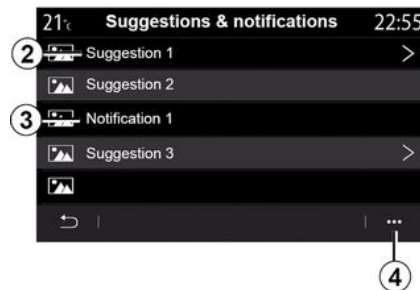 21°c Suggestions & notifications 22:55
2 Suggestion 1
Suggestion 2
3 Notification 1
Suggestion 3
4